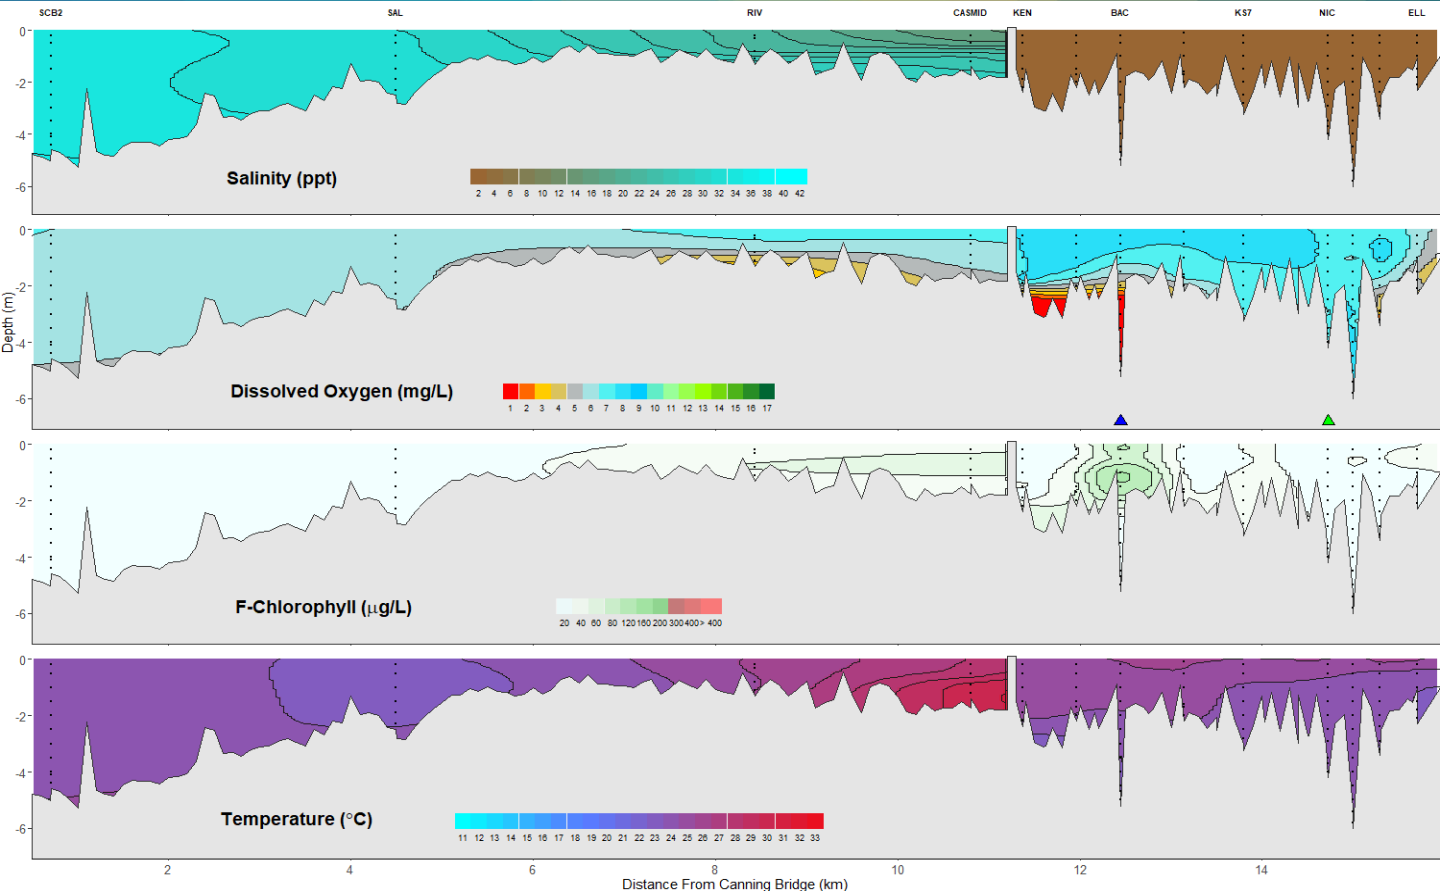 SCB2 SAL RIV CASMID KEN BAC KS7 NIC ELL
0
-2
-4
Salinity (ppt)
2 4 6 8 10 12 14 16 18 20 22 24 26 28 30 32 34 36 38 40 42
-6
0
-2
Depth (m)
-4
Dissolved Oxygen (mg/L)
1 2 3 4 5 6 7 8 9 10 11 12 13 14 15 16 17
-6
0
-2
-4
F-Chlorophyll (µg/L)
20 40 60 80 120 160 200 300 400 > 400
-6
0
-2
-4
Temperature (°C)
11 12 13 14 15 16 17 18 19 20 21 22 23 24 25 26 27 28 29 30 31 32 33
-6
2 4 6 8 10 12 14
Distance From Canning Bridge (km)